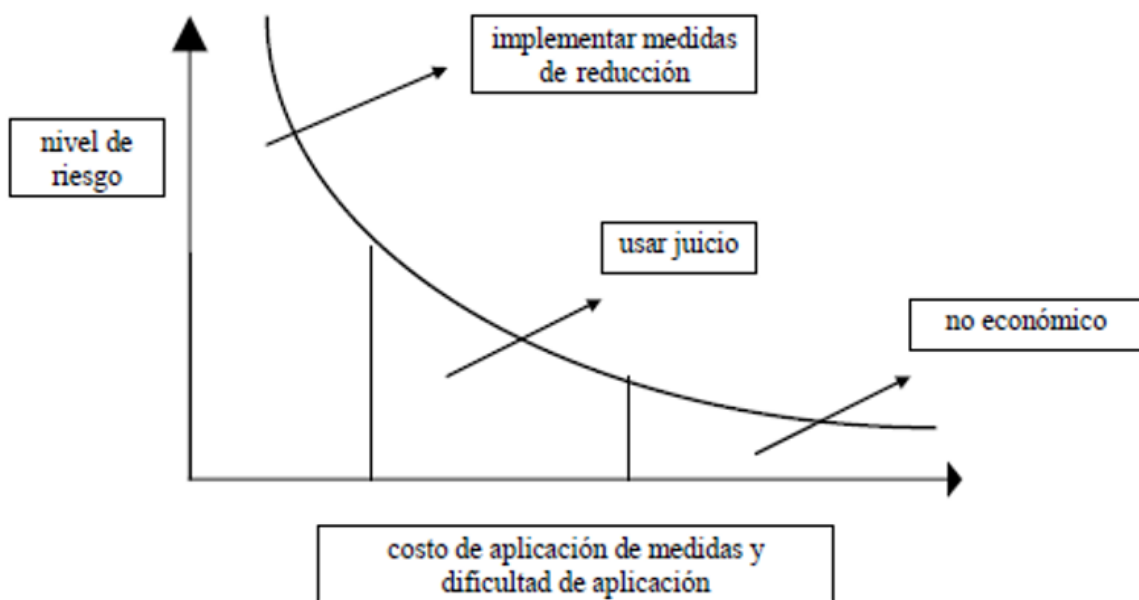 implementar medidas
de reducción
nivel de
riesgo
usar juicio
no económico
costo de aplicación de medidas y
dificultad de aplicación